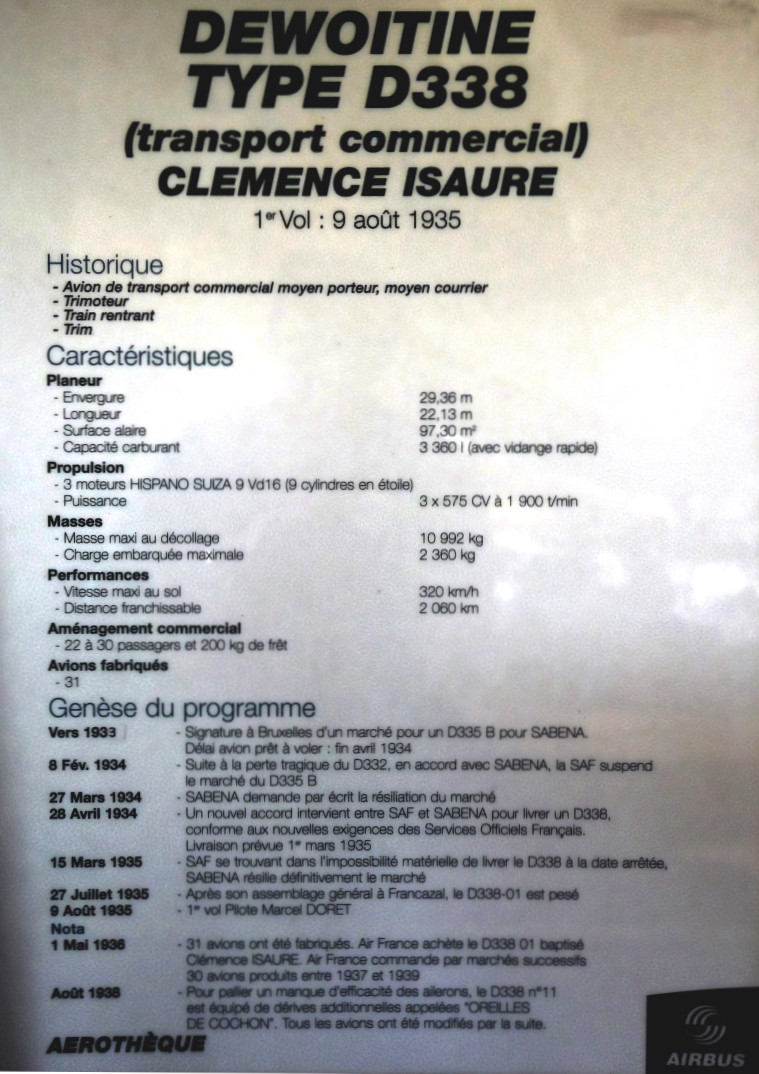 DEWOITINE
TYPE D338
(transport commercial)
CLEMENCE ISAURE
1er Vol : 9 août 1935
Historique
- Avion de transport commercial moyen porteur, moyen courrier
- Trimoteur
- Train rentrant
- Trim
Caractéristiques
Planeur
- Envergure 29,36 m
- Longueur 22,13 m
- Surface alaire 97,30 m²
- Capacité carburant 3 360 l (avec vidange rapide)
Propulsion
- 3 moteurs HISPANO SUIZA 9 Vd16 (9 cylindres en étoile)
- Puissance 3 x 575 CV à 1 900 t/min
Masses
- Masse maxi au décollage 10 992 kg
- Charge embarquée maximale 2 360 kg
Performances
- Vitesse maxi au sol 320 km/h
- Distance franchissable 2 060 km
Aménagement commercial
- 22 à 30 passagers et 200 kg de frêt
Avions fabriqués
- 31
Genèse du programme
Vers 1933 - Signature à Bruxelles d'un marché pour un D335 B pour SABENA.
Délai avion prêt à voler : fin avril 1934
8 Fév. 1934 - Suite à la perte tragique du D332, en accord avec SABENA, la SAF suspend
le marché du D335 B
27 Mars 1934 - SABENA demande par écrit la résiliation du marché
28 Avril 1934 - Un nouvel accord intervient entre SAF et SABENA pour livrer un D338,
conforme aux nouvelles exigences des Services Officiels Français.
Livraison prévue 1er mars 1935
15 Mars 1935 - SAF se trouvant dans l'impossibilité matérielle de livrer le D338 à la date arrêtée,
SABENA résilie définitivement le marché
27 Juillet 1935 - Après son assemblage général à Francazal, le D338-01 est pesé
9 Août 1935 - 1er vol Pilote Marcel DORET
Nota
1 Mai 1936 - 31 avions ont été fabriqués. Air France achète le D338 01 baptisé
Clémence ISAURE. Air France commande par marchés successifs
30 avions produits entre 1937 et 1939
Août 1938 - Pour pallier un manque d'efficacité des ailerons, le D338 n°11
est équipé de dérives additionnelles appelées "OREILLES
DE COCHON". Tous les avions ont été modifiés par la suite.
AEROTHÈQUE
AIRBUS